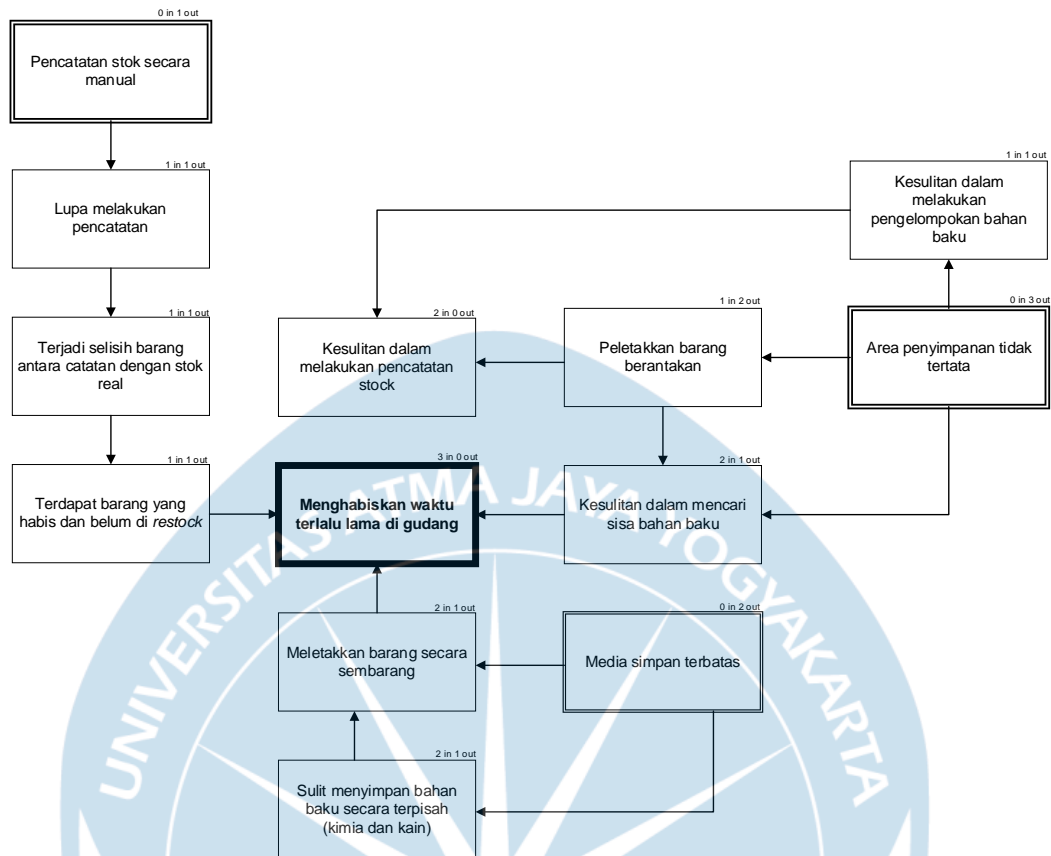 0 in 1 out
Pencatatan stok secara
manual
1 in 1 out
Lupa melakukan
pencatatan
1 in 1 out
Kesulitan dalam
melakukan
pengelompokan bahan
baku
1 in 1 out
Terjadi selisih barang
antara catatan dengan stok
real
2 in 0 out
Kesulitan dalam
melakukan pencatatan
stock
1 in 2 out
Peletakkan barang
berantakan
0 in 3 out
Area penyimpanan tidak
tertata
1 in 1 out
Terdapat barang yang
habis dan belum di restock
3 in 0 out
Menghabiskan waktu
terlalu lama di gudang
2 in 1 out
Kesulitan dalam mencari
sisa bahan baku
2 in 1 out
Meletakkan barang secara
sembarang
0 in 2 out
Media simpan terbatas
2 in 1 out
Sulit menyimpan bahan
baku secara terpisah
(kimia dan kain)
UNIVERSITAS ATMA JAYA YOGYAKARTA